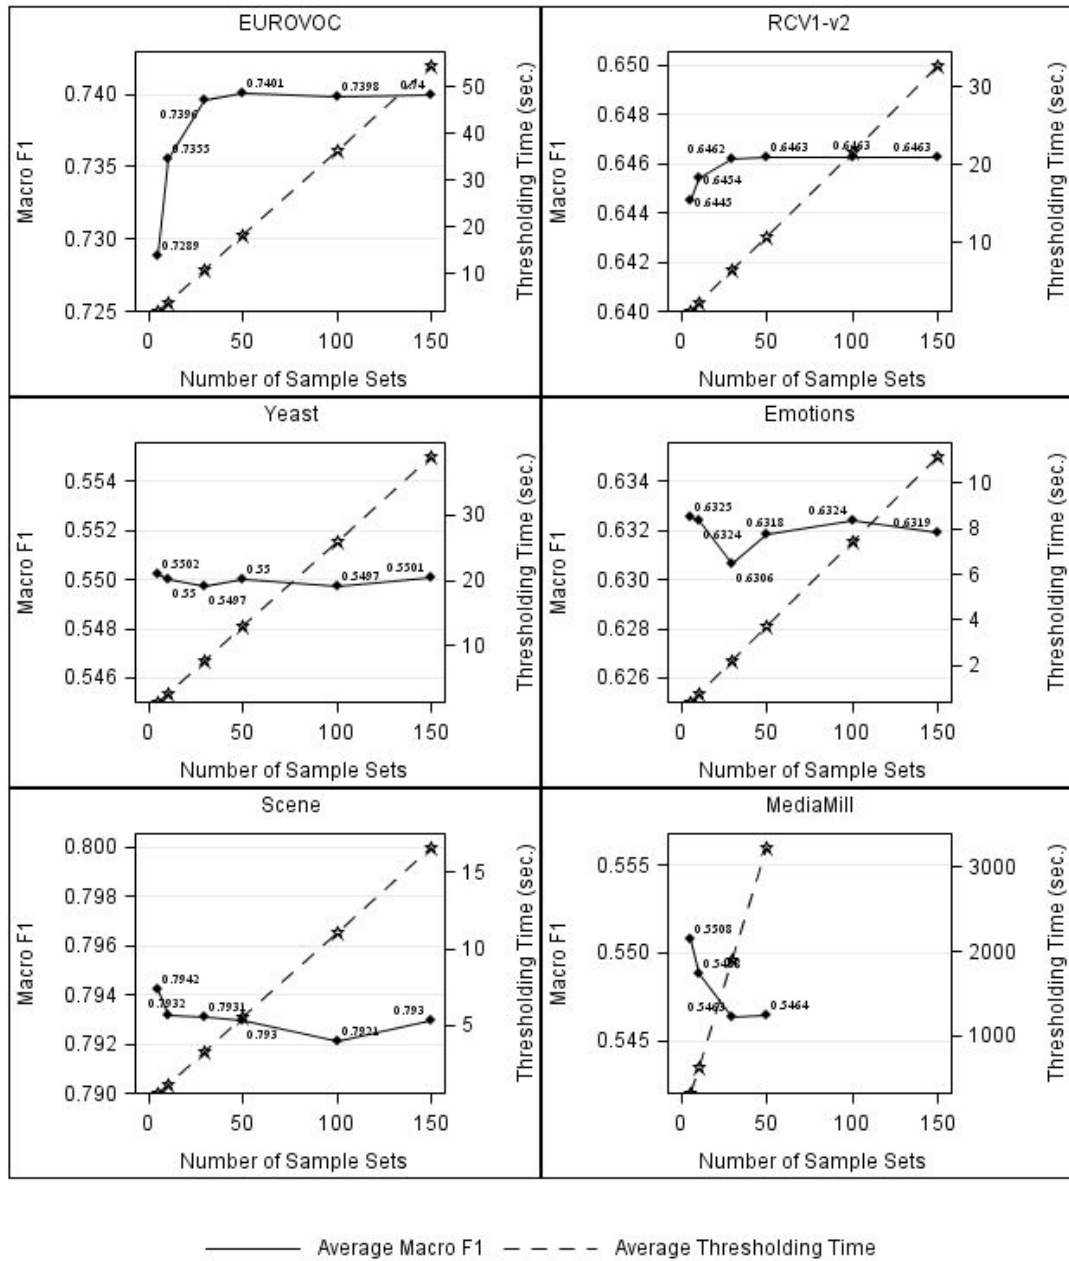 EUROVOC
0.740
0.735
0.730
0.725
Macro F1
0.7289
0.7355
0.7396
0.7401
0.7398
0.74
50
40
30
20
10
Thresholding Time (sec.)
0 50 100 150
Number of Sample Sets
RCV1-v2
0.650
0.648
0.646
0.644
0.642
0.640
Macro F1
0.6445
0.6454
0.6462
0.6463
0.6463
0.6463
30
20
10
Thresholding Time (sec.)
0 50 100 150
Number of Sample Sets
Yeast
0.554
0.552
0.550
0.548
0.546
Macro F1
0.5502
0.55
0.5497
0.55
0.5497
0.5501
30
20
10
Thresholding Time (sec.)
0 50 100 150
Number of Sample Sets
Emotions
0.634
0.632
0.630
0.628
0.626
Macro F1
0.6325
0.6324
0.6306
0.6318
0.6324
0.6319
10
8
6
4
2
Thresholding Time (sec.)
0 50 100 150
Number of Sample Sets
Scene
0.800
0.798
0.796
0.794
0.792
0.790
Macro F1
0.7942
0.7932
0.7931
0.793
0.7921
0.793
15
10
5
Thresholding Time (sec.)
0 50 100 150
Number of Sample Sets
MediaMill
0.555
0.550
0.545
Macro F1
0.5508
0.5463
0.5464
3000
2000
1000
Thresholding Time (sec.)
0 50 100 150
Number of Sample Sets
Average Macro F1
Average Thresholding Time